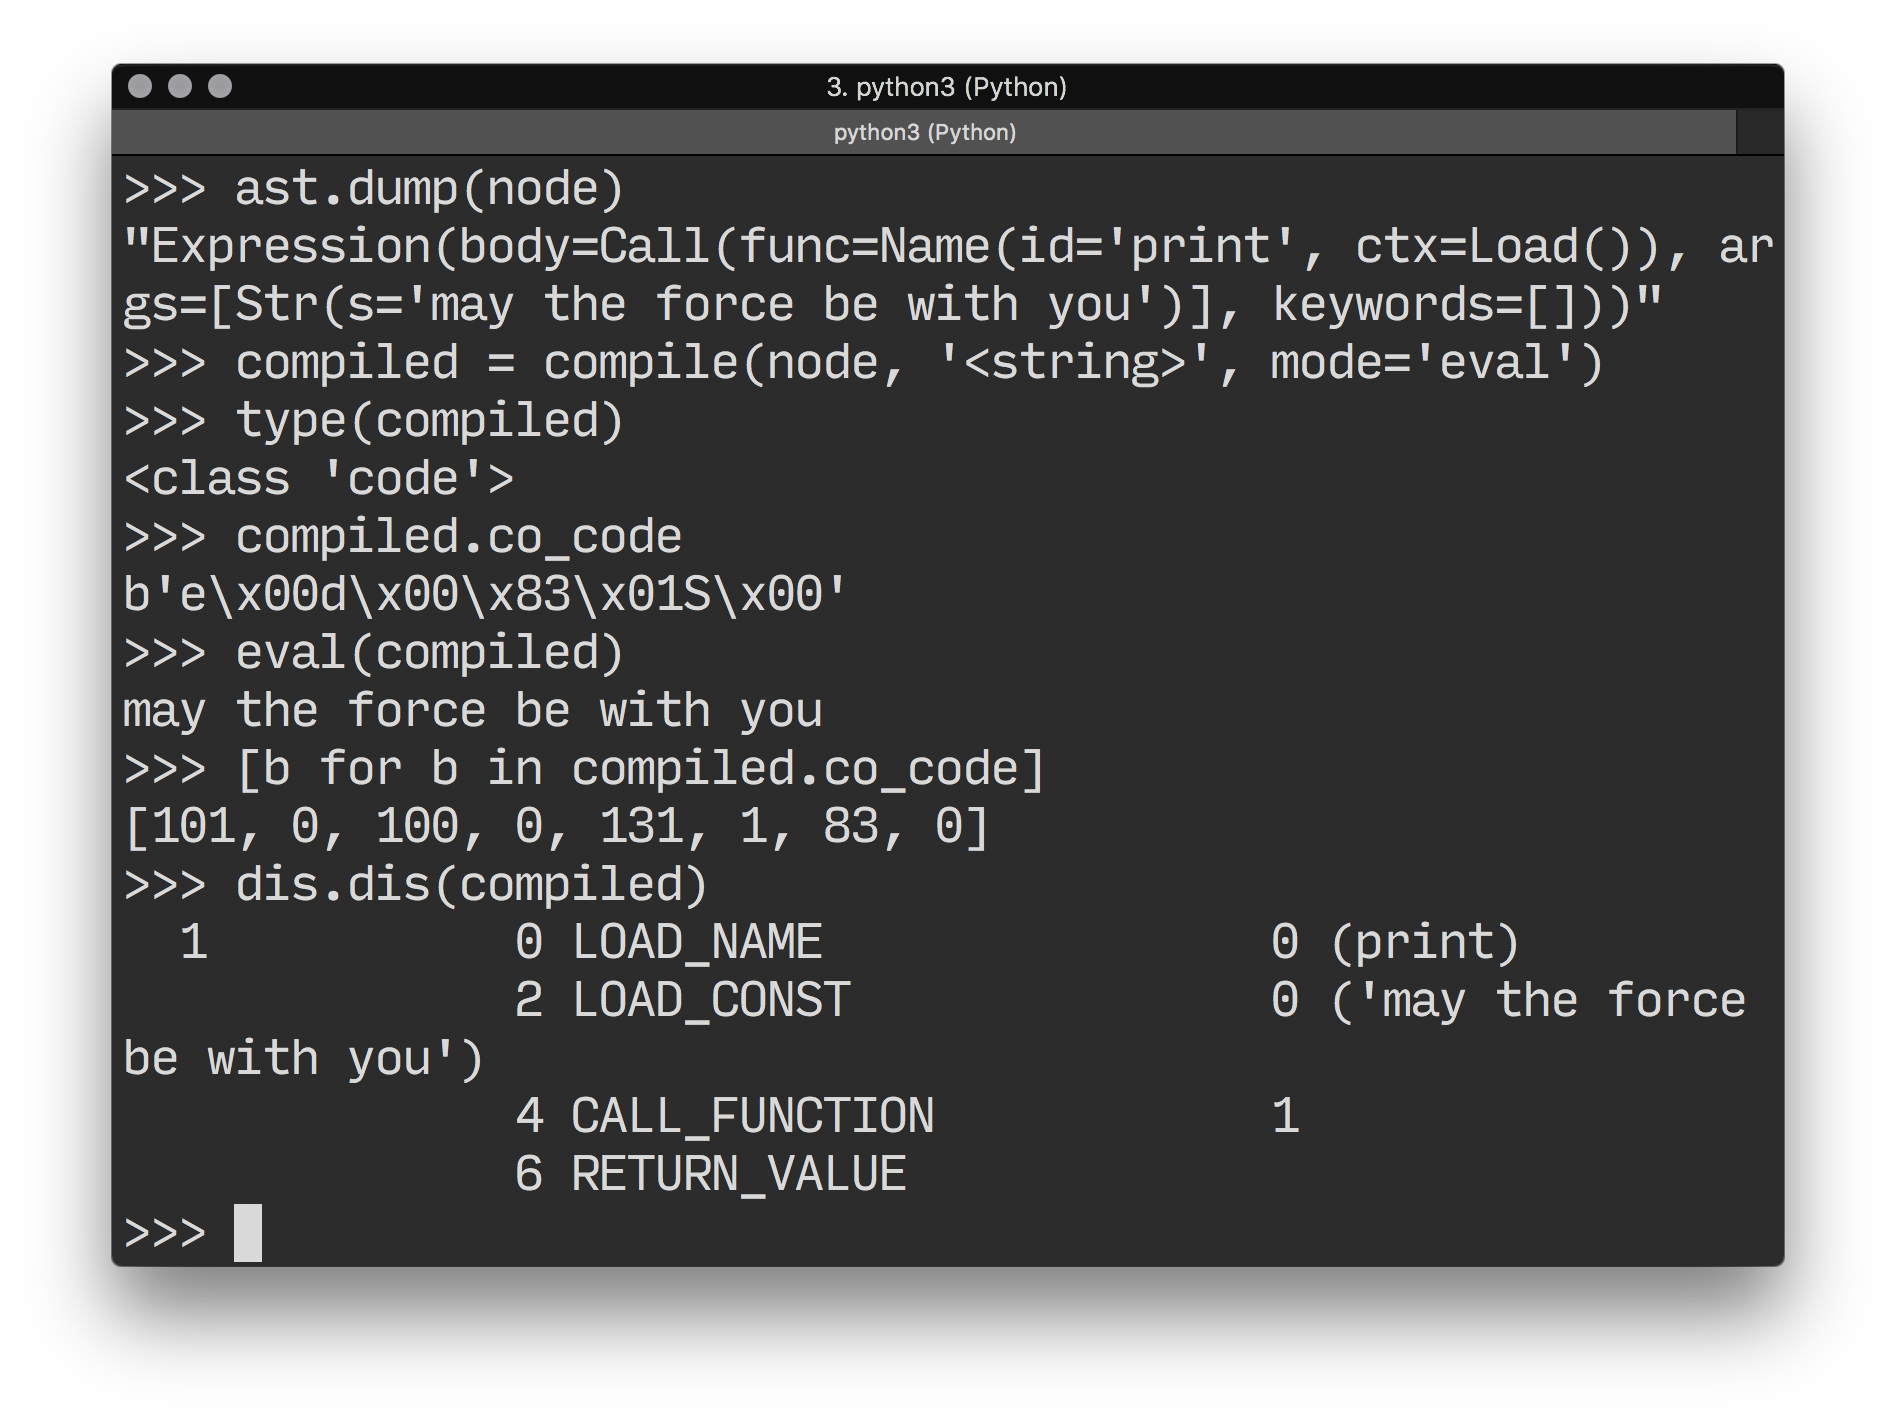 3. python3 (Python)
python3 (Python)
>>> ast.dump(node)
"Expression(body=Call(func=Name(id='print', ctx=Load()), ar
gs=[Str(s='may the force be with you')], keywords=[]))"
>>> compiled = compile(node, '<string>', mode='eval')
>>> type(compiled)
<class 'code'>
>>> compiled.co_code
b'e\x00d\x00\x83\x01S\x00'
>>> eval(compiled)
may the force be with you
>>> [b for b in compiled.co_code]
[101, 0, 100, 0, 131, 1, 83, 0]
>>> dis.dis(compiled)
  1           0 LOAD_NAME                0 (print)
              2 LOAD_CONST               0 ('may the force
be with you')
              4 CALL_FUNCTION            1
              6 RETURN_VALUE
>>>